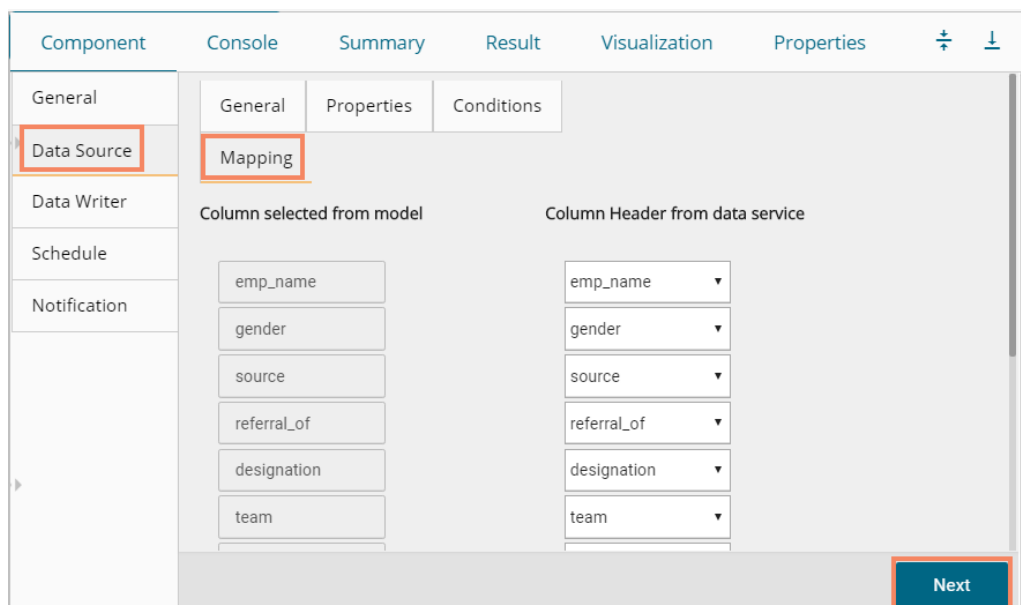 Component Console Summary Result Visualization Properties
General
Data Source
Data Writer
Schedule
Notification
General Properties Conditions
Mapping
Column selected from model Column Header from data service
emp_name emp_name
gender gender
source source
referral_of referral_of
designation designation
team team
Next